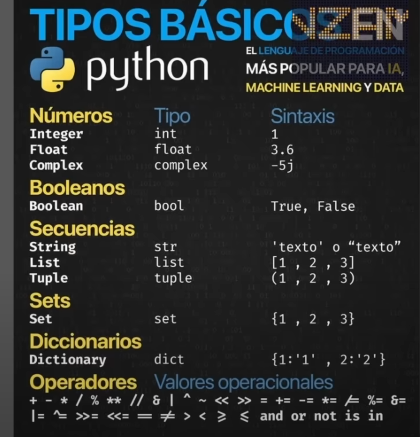 TIPOS BÁSICOS EN
EL LENGUAJE DE PROGRAMACIÓN
MÁS POPULAR PARA IA,
MACHINE LEARNING Y DATA
python
Números Tipo Sintaxis
Integer int 1
Float float 3.6
Complex complex -5j
Booleanos
Boolean bool True, False
Secuencias
String str 'texto' o “texto”
List list [1 , 2 , 3]
Tuple tuple (1 , 2 , 3)
Sets
Set set {1 , 2 , 3}
Diccionarios
Dictionary dict {1:'1' , 2:'2'}
Operadores Valores operacionales
+ - * / % ** // & | ^ ~ << >> = += -= *= /= %= &=
|= ^= >>= <<= == ≠ > < ≥ ≤ and or not is in